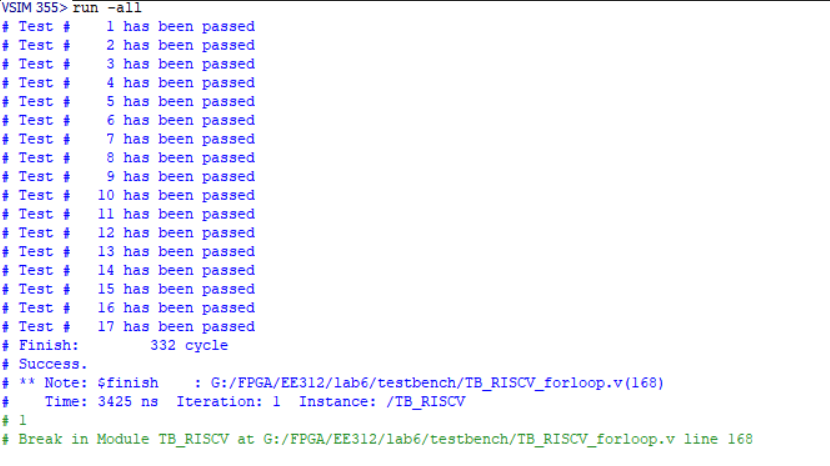 VSIM 355> run -all
# Test #    1 has been passed
# Test #    2 has been passed
# Test #    3 has been passed
# Test #    4 has been passed
# Test #    5 has been passed
# Test #    6 has been passed
# Test #    7 has been passed
# Test #    8 has been passed
# Test #    9 has been passed
# Test #   10 has been passed
# Test #   11 has been passed
# Test #   12 has been passed
# Test #   13 has been passed
# Test #   14 has been passed
# Test #   15 has been passed
# Test #   16 has been passed
# Test #   17 has been passed
# Finish:        332 cycle
# Success.
# ** Note: $finish    : G:/FPGA/EE312/lab6/testbench/TB_RISCV_forloop.v(168)
#    Time: 3425 ns  Iteration: 1  Instance: /TB_RISCV
# 1
# Break in Module TB_RISCV at G:/FPGA/EE312/lab6/testbench/TB_RISCV_forloop.v line 168